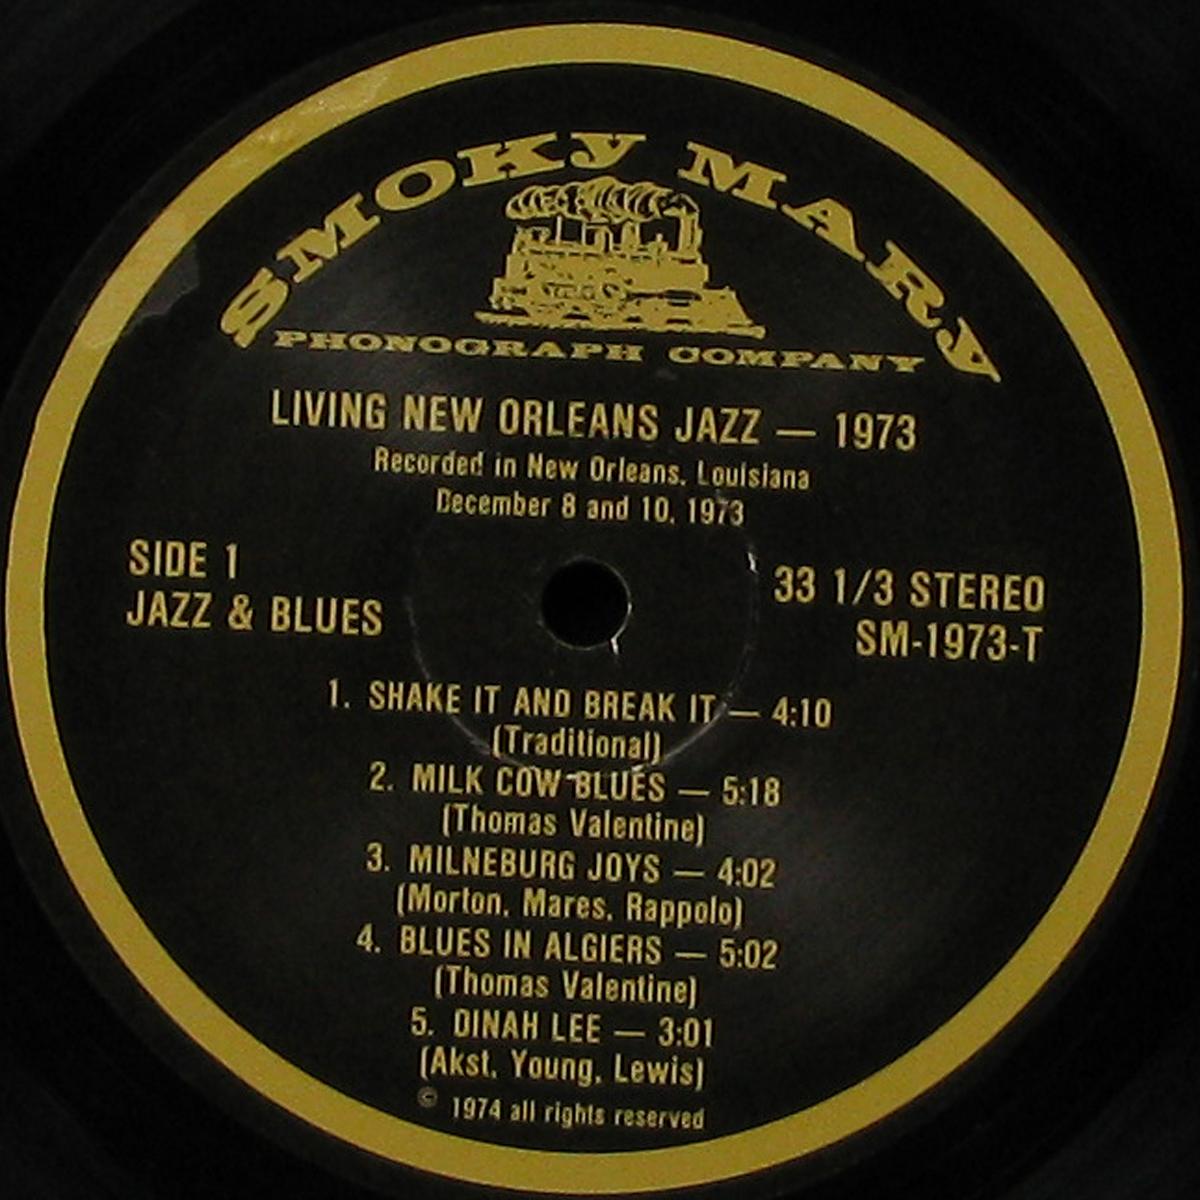 SMOKY MARY
PHONOGRAPH COMPANY
LIVING NEW ORLEANS JAZZ — 1973
Recorded in New Orleans, Louisiana
December 8 and 10, 1973
SIDE 1
JAZZ & BLUES
33 1/3 STEREO
SM-1973-T
1. SHAKE IT AND BREAK IT — 4:10
(Traditional)
2. MILK COW BLUES — 5:18
(Thomas Valentine)
3. MILNEBURG JOYS — 4:02
(Morton, Mares, Rappolo)
4. BLUES IN ALGIERS — 5:02
(Thomas Valentine)
5. DINAH LEE — 3:01
(Akst, Young, Lewis)
© 1974 all rights reserved